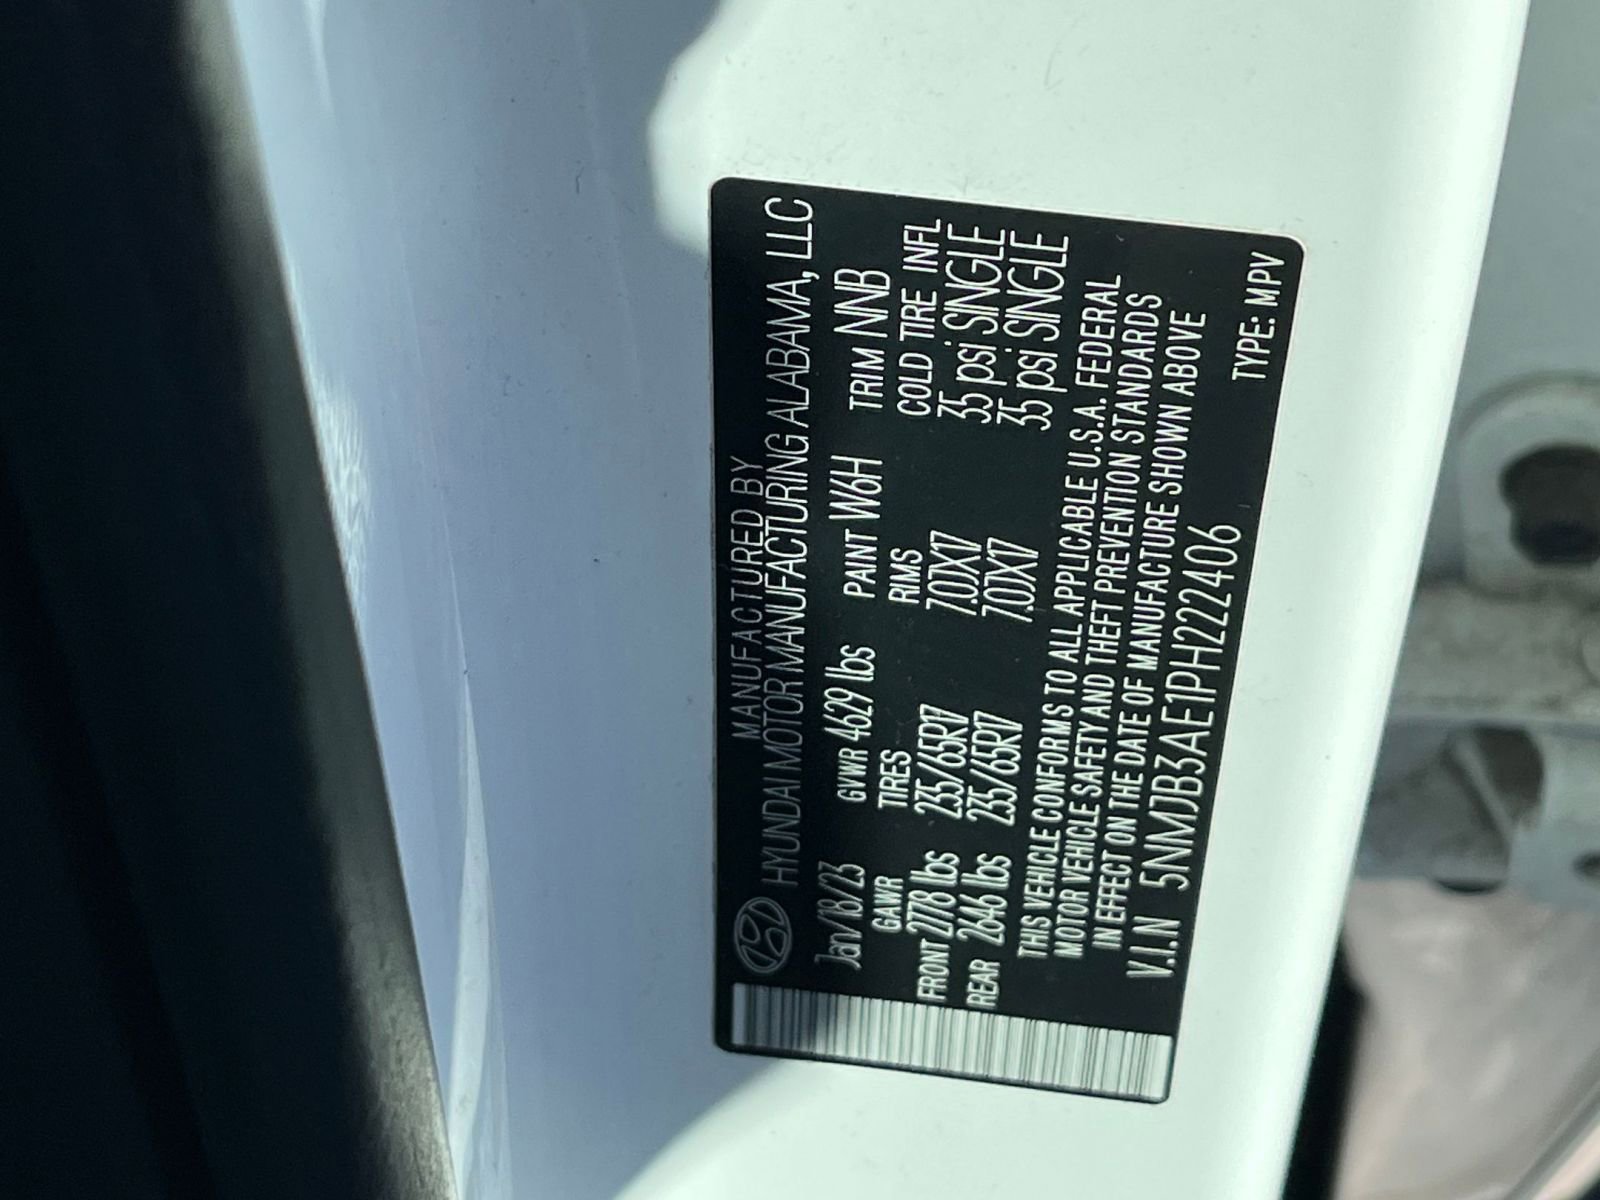 MANUFACTURED BY
HYUNDAI MOTOR MANUFACTURING ALABAMA, LLC
Jan/18/23 GVWR 4629 lbs PAINT W6H TRIM NNB
GAWR TIRES RIMS COLD TIRE INFL
FRONT 2778 lbs 235/65R17 7.0JX17 35 psi SINGLE
REAR 2646 lbs 235/65R17 7.0JX17 35 psi SINGLE
THIS VEHICLE CONFORMS TO ALL APPLICABLE U.S.A. FEDERAL
MOTOR VEHICLE SAFETY AND THEFT PREVENTION STANDARDS
IN EFFECT ON THE DATE OF MANUFACTURE SHOWN ABOVE
V.I.N 5NMJB3AE1PH222406 TYPE: MPV